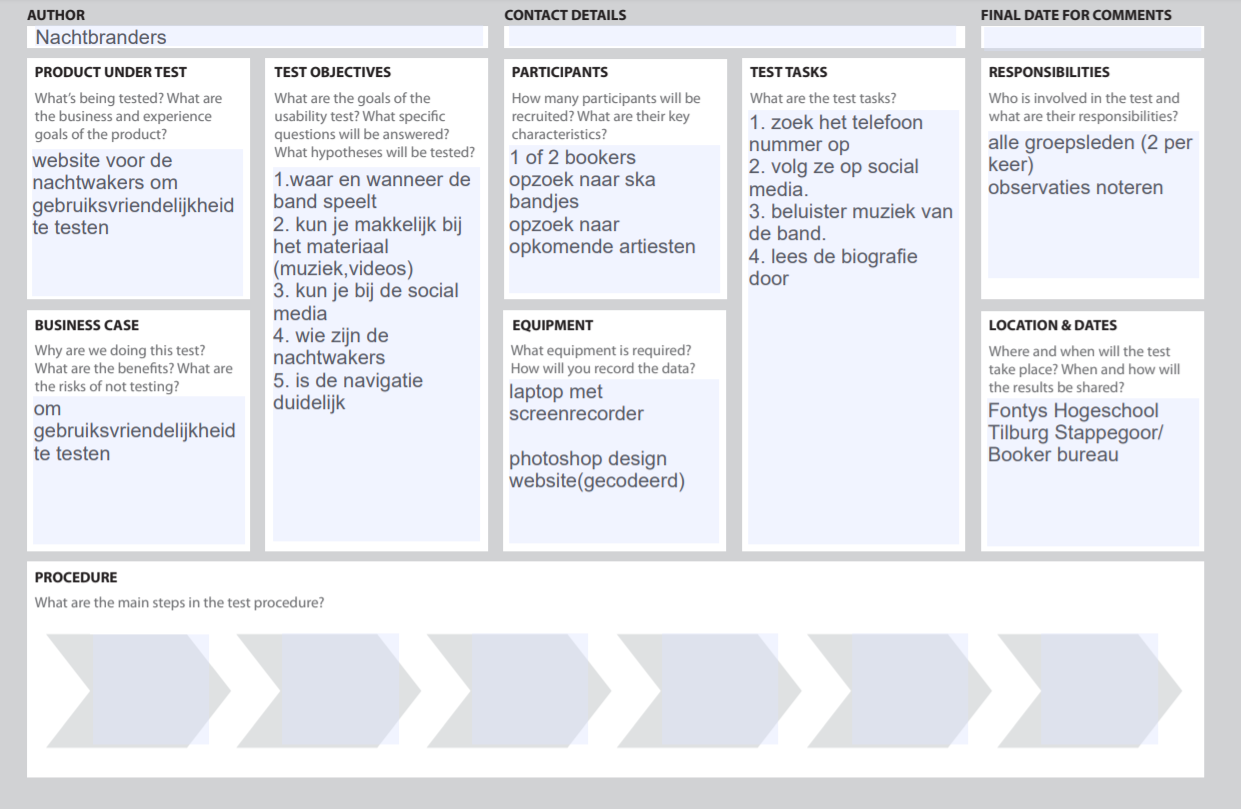 AUTHOR
Nachtbranders
CONTACT DETAILS
FINAL DATE FOR COMMENTS
PRODUCT UNDER TEST
What's being tested? What are
the business and experience
goals of the product?
website voor de
nachtwakers om
gebruiksvriendelijkheid
te testen
BUSINESS CASE
Why are we doing this test?
What are the benefits? What are
the risks of not testing?
om
gebruiksvriendelijkheid
te testen
TEST OBJECTIVES
What are the goals of the
usability test? What specific
questions will be answered?
What hypotheses will be tested?
1.waar en wanneer de
band speelt
2. kun je makkelijk bij
het materiaal
(muziek,videos)
3. kun je bij de social
media
4. wie zijn de
nachtwakers
5. is de navigatie
duidelijk
PARTICIPANTS
How many participants will be
recruited? What are their key
characteristics?
1 of 2 bookers
opzoek naar ska
bandjes
opzoek naar
opkomende artiesten
EQUIPMENT
What equipment is required?
How will you record the data?
laptop met
screenrecorder
photoshop design
website(gecodeerd)
TEST TASKS
What are the test tasks?
1. zoek het telefoon
nummer op
2. volg ze op social
media.
3. beluister muziek van
de band.
4. lees de biografie
door
RESPONSIBILITIES
Who is involved in the test and
what are their responsibilities?
alle groepsleden (2 per
keer)
observaties noteren
LOCATION & DATES
Where and when will the test
take place? When and how will
the results be shared?
Fontys Hogeschool
Tilburg Stappegoor/
Booker bureau
PROCEDURE
What are the main steps in the test procedure?